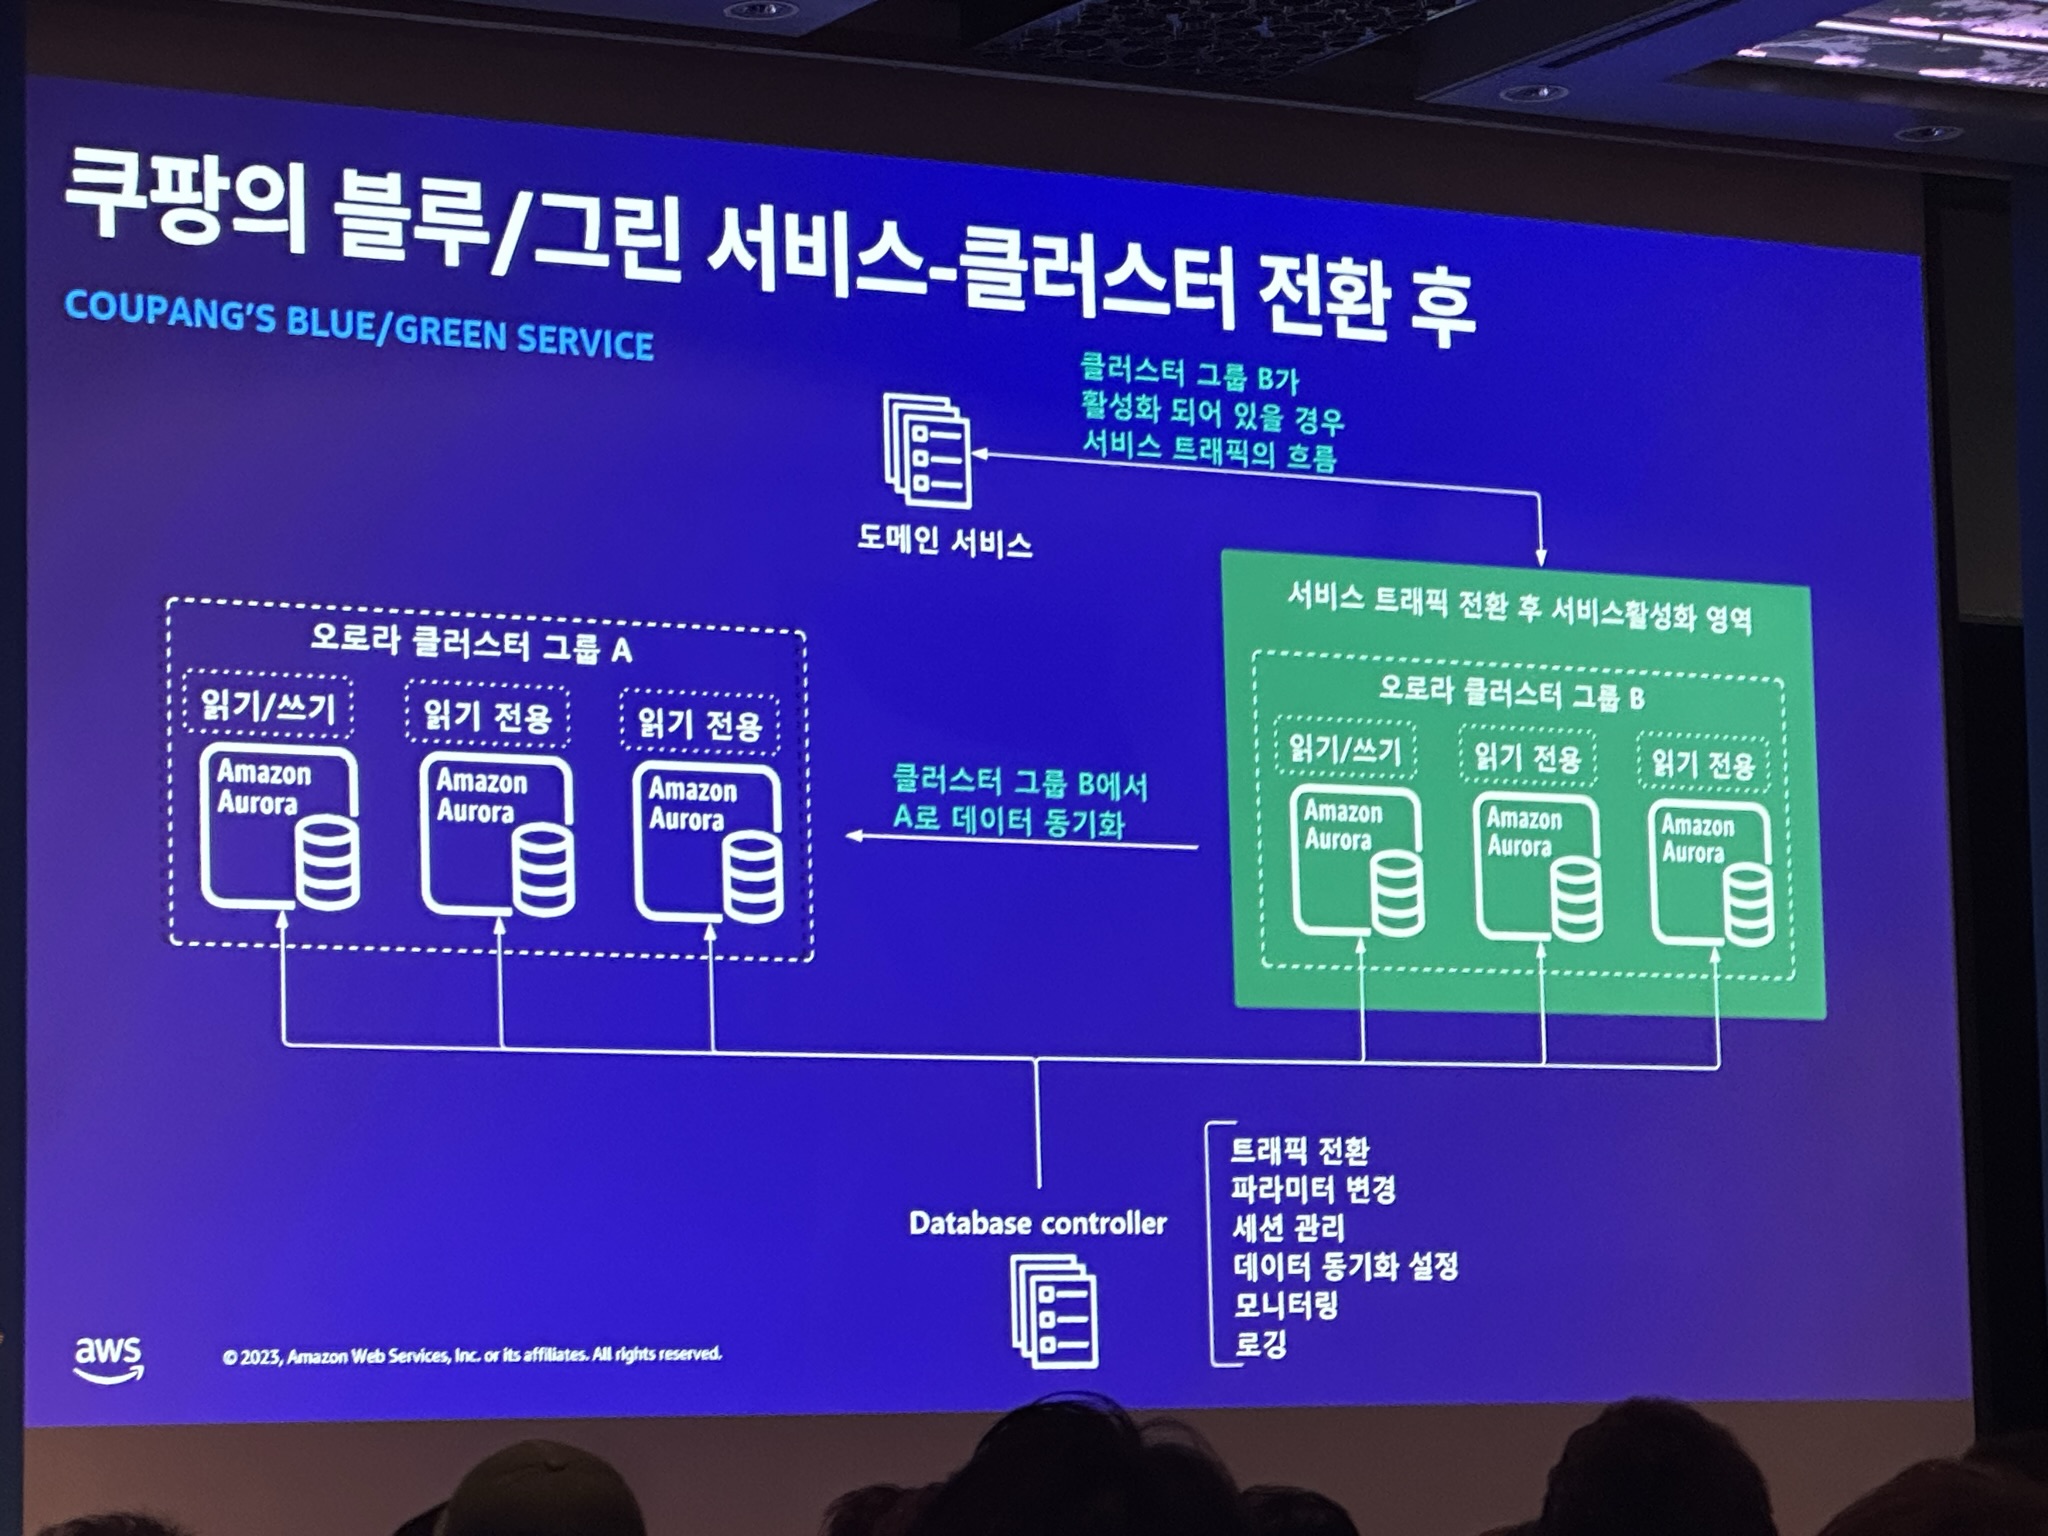 쿠팡의 블루/그린 서비스-클러스터 전환 후
COUPANG'S BLUE/GREEN SERVICE
클러스터 그룹 B가
활성화 되어 있을 경우
서비스 트래픽의 흐름
도메인 서비스
오로라 클러스터 그룹 A
읽기/쓰기
읽기 전용
읽기 전용
Amazon
Aurora
Amazon
Aurora
Amazon
Aurora
클러스터 그룹 B에서
A로 데이터 동기화
서비스 트래픽 전환 후 서비스활성화 영역
오로라 클러스터 그룹 B
읽기/쓰기
읽기 전용
읽기 전용
Amazon
Aurora
Amazon
Aurora
Amazon
Aurora
Database controller
트래픽 전환
파라미터 변경
세션 관리
데이터 동기화 설정
모니터링
로깅
aws
© 2023, Amazon Web Services, Inc. or its affiliates. All rights reserved.